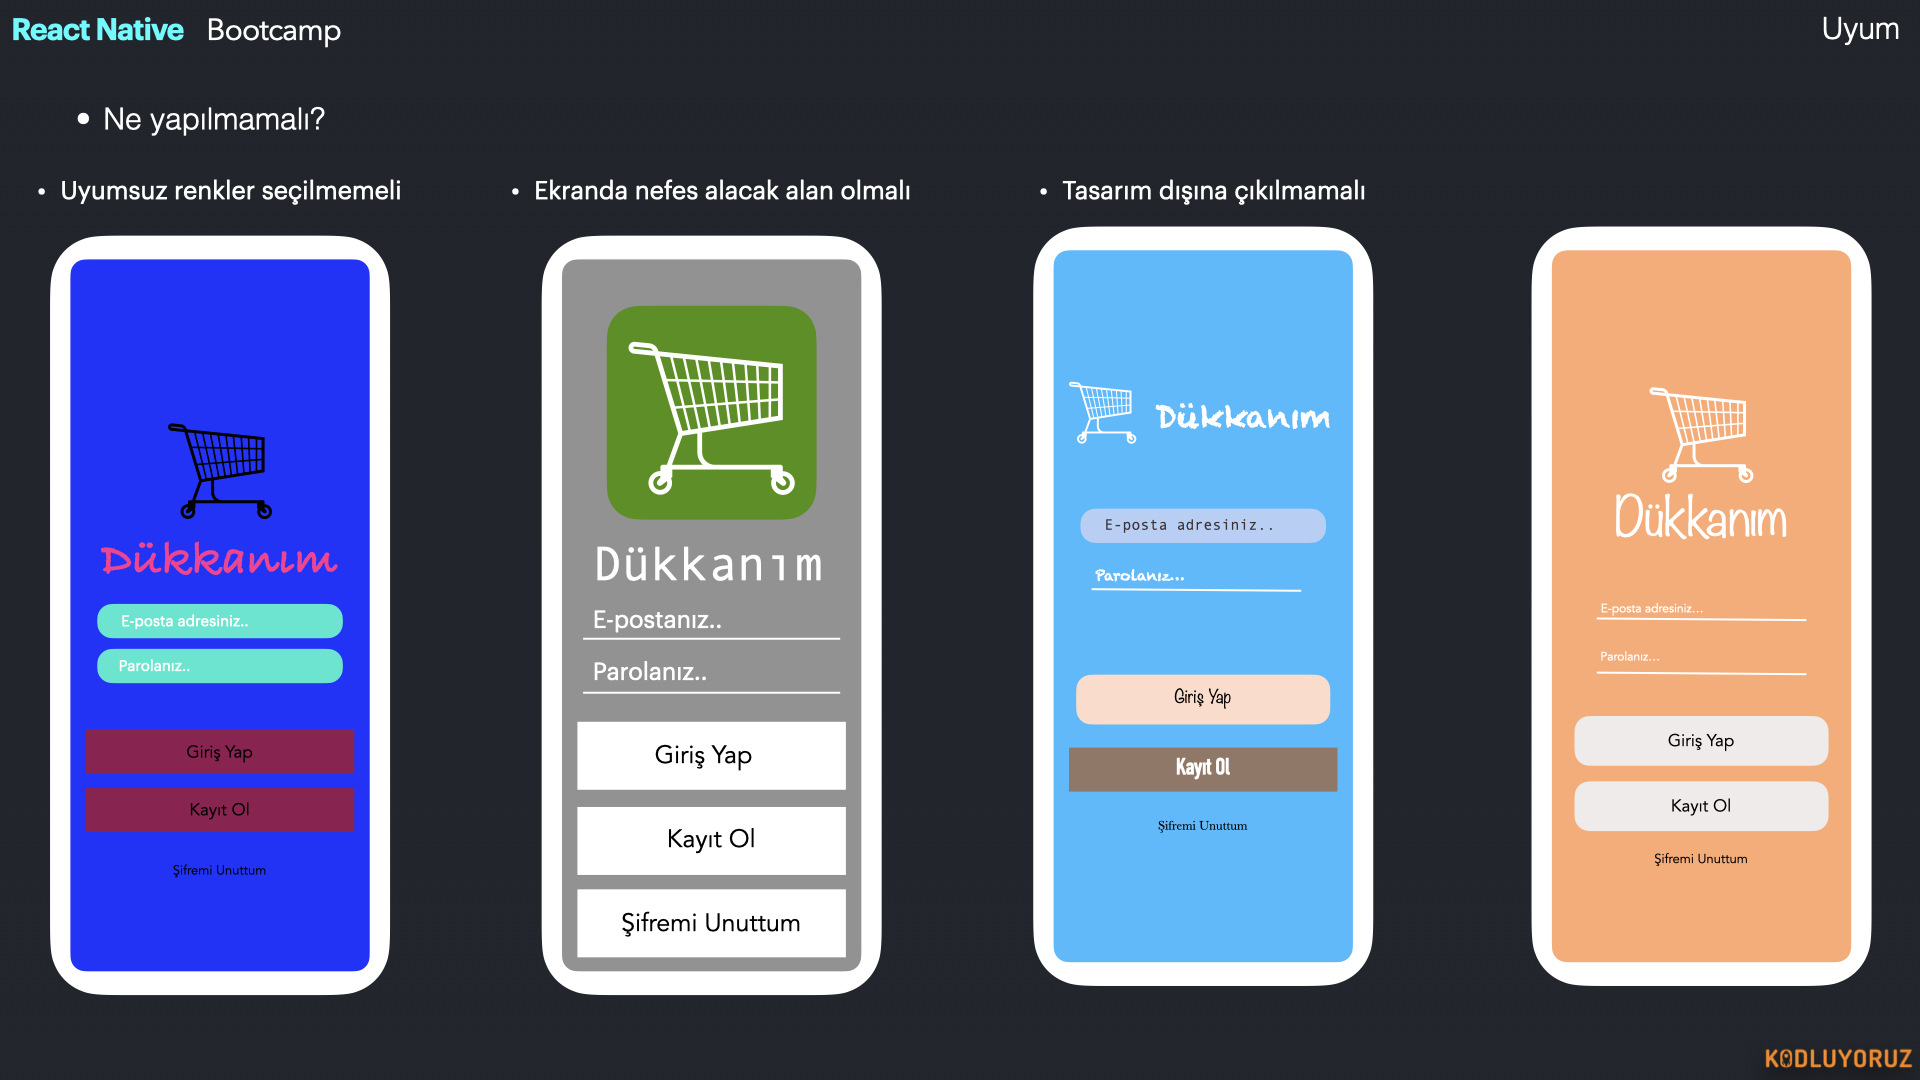 React Native Bootcamp
Uyum
• Ne yapılmamalı?
• Uyumsuz renkler seçilmemeli
• Ekranda nefes alacak alan olmalı
• Tasarım dışına çıkılmamalı
Dükkanım
E-posta adresiniz..
Parolanız..
Giriş Yap
Kayıt Ol
Şifremi Unuttum
Dükkanım
E-postanız..
Parolanız..
Giriş Yap
Kayıt Ol
Şifremi Unuttum
Dükkanım
E-posta adresiniz..
Parolanız...
Giriş Yap
Kayıt Ol
Şifremi Unuttum
Dükkanım
E-posta adresiniz...
Parolanız...
Giriş Yap
Kayıt Ol
Şifremi Unuttum
KODLUYORUZ